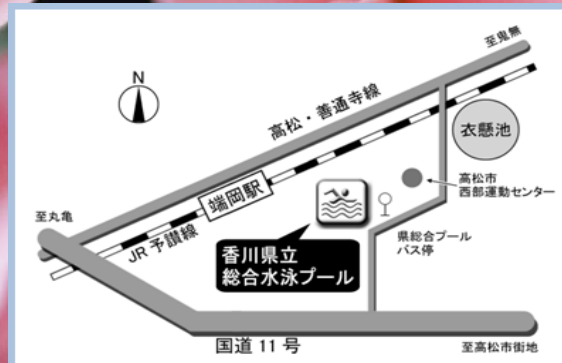 至鬼無
N
高松・善通寺線
衣懸池
端岡駅
高松市
西部運動センター
至丸亀
JR 予讃線
香川県立
総合水泳プール
県総合プール
バス停
国道 11 号
至高松市街地